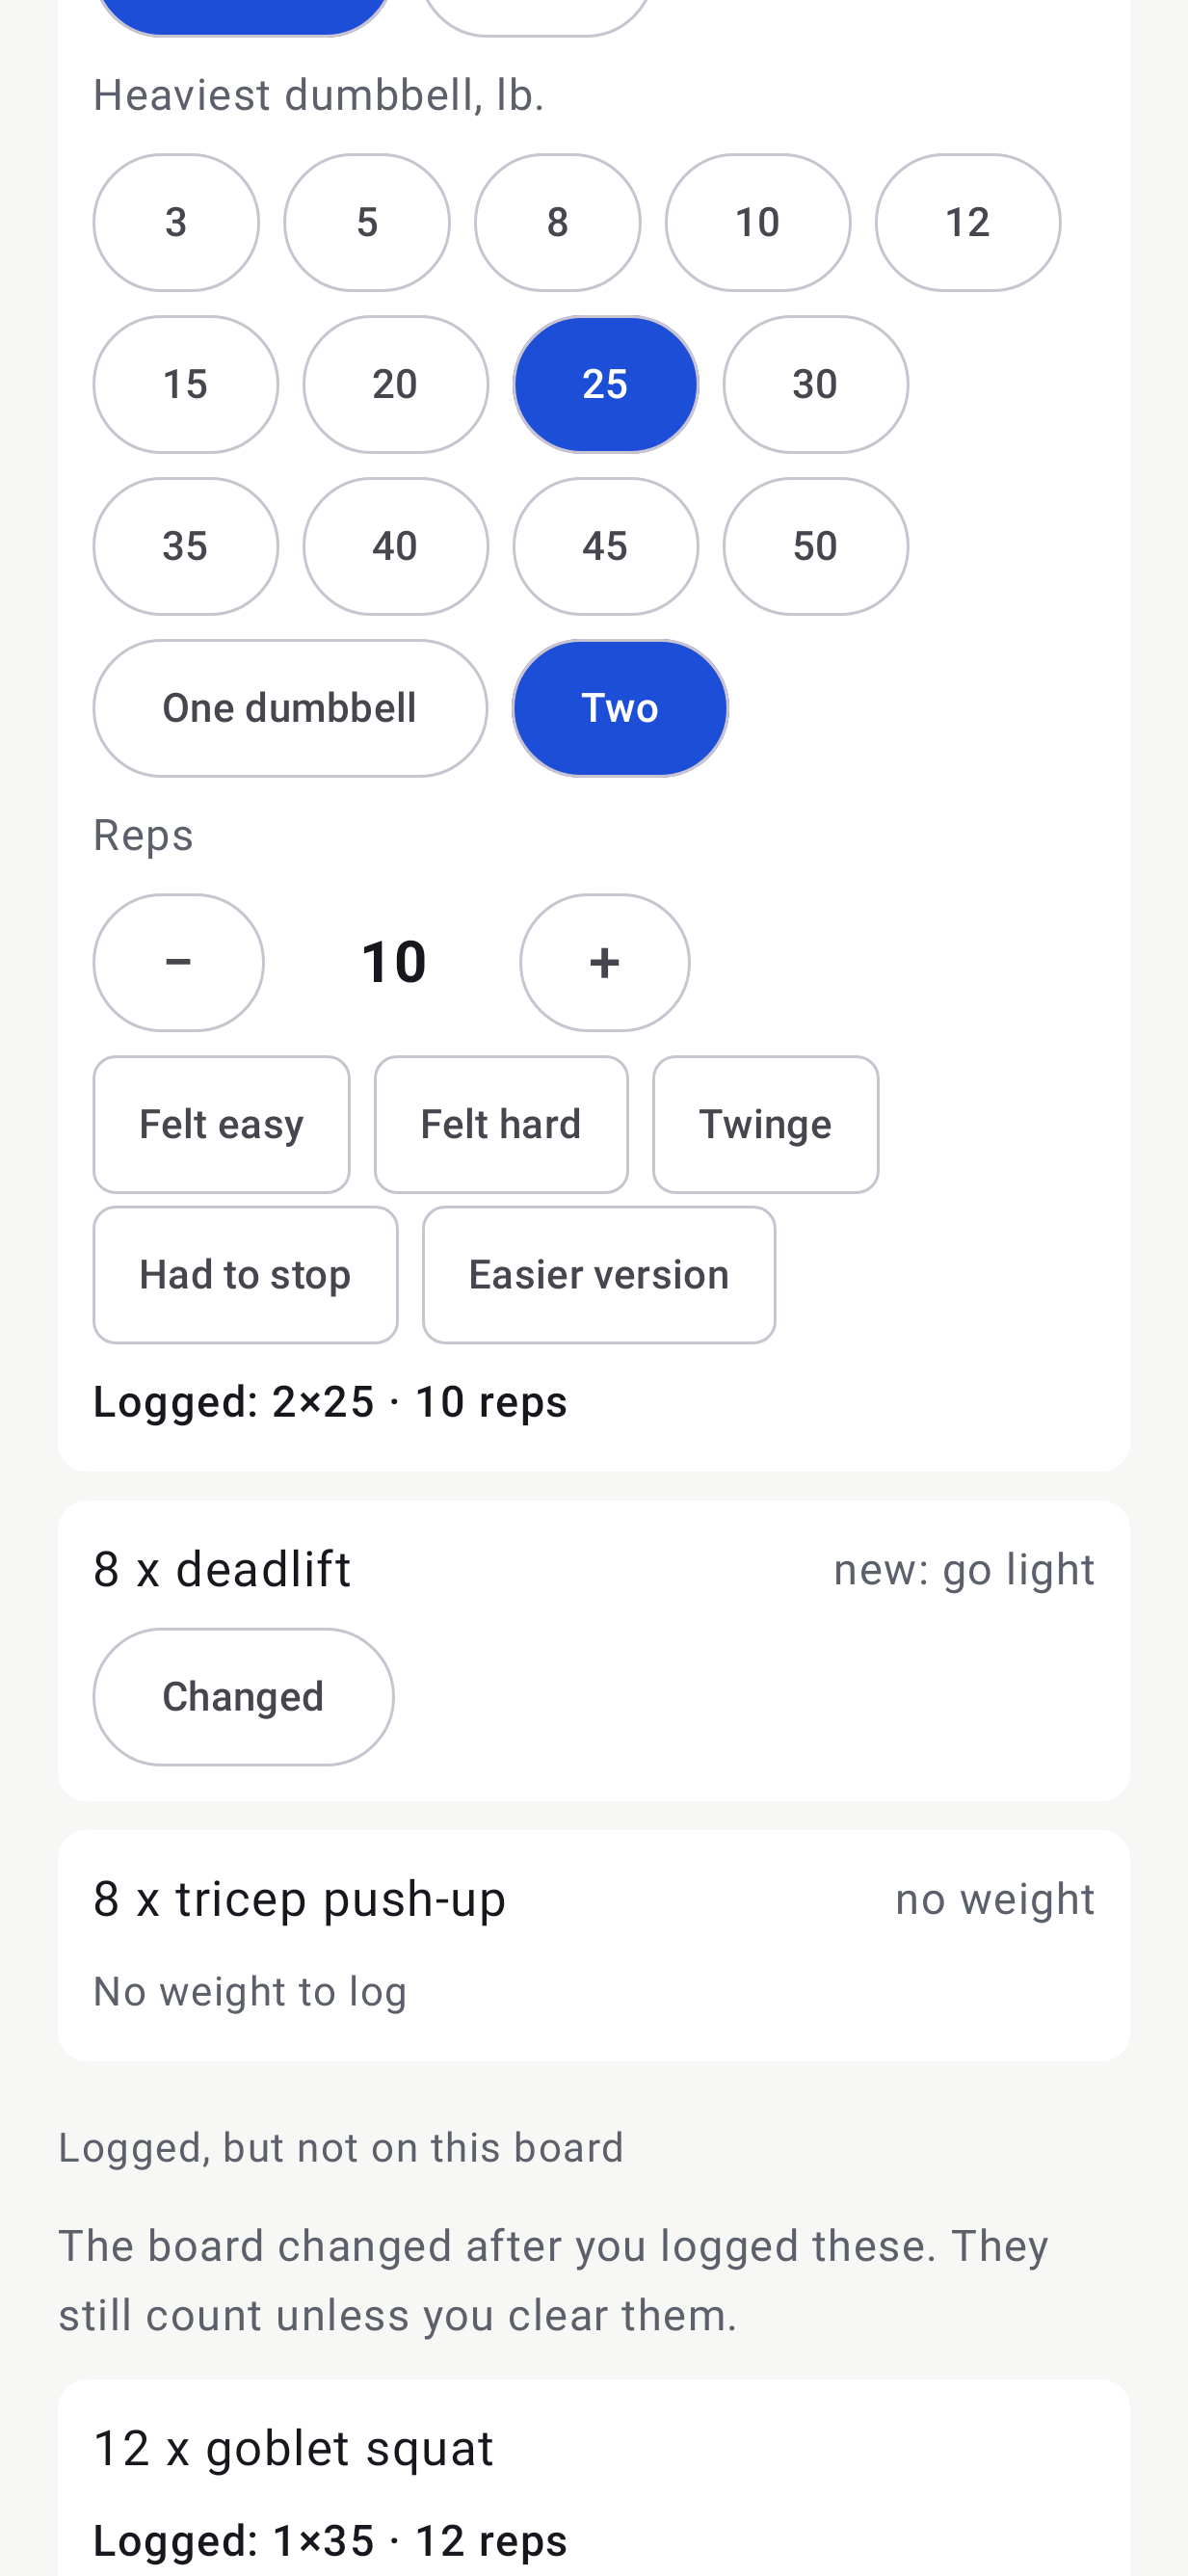 Heaviest dumbbell, lb.
3 5 8 10 12
15 20 25 30
35 40 45 50
One dumbbell Two
Reps
− 10 +
Felt easy Felt hard Twinge
Had to stop Easier version
Logged: 2×25 · 10 reps
8 x deadlift new: go light
Changed
8 x tricep push-up no weight
No weight to log
Logged, but not on this board
The board changed after you logged these. They
still count unless you clear them.
12 x goblet squat
Logged: 1×35 · 12 reps